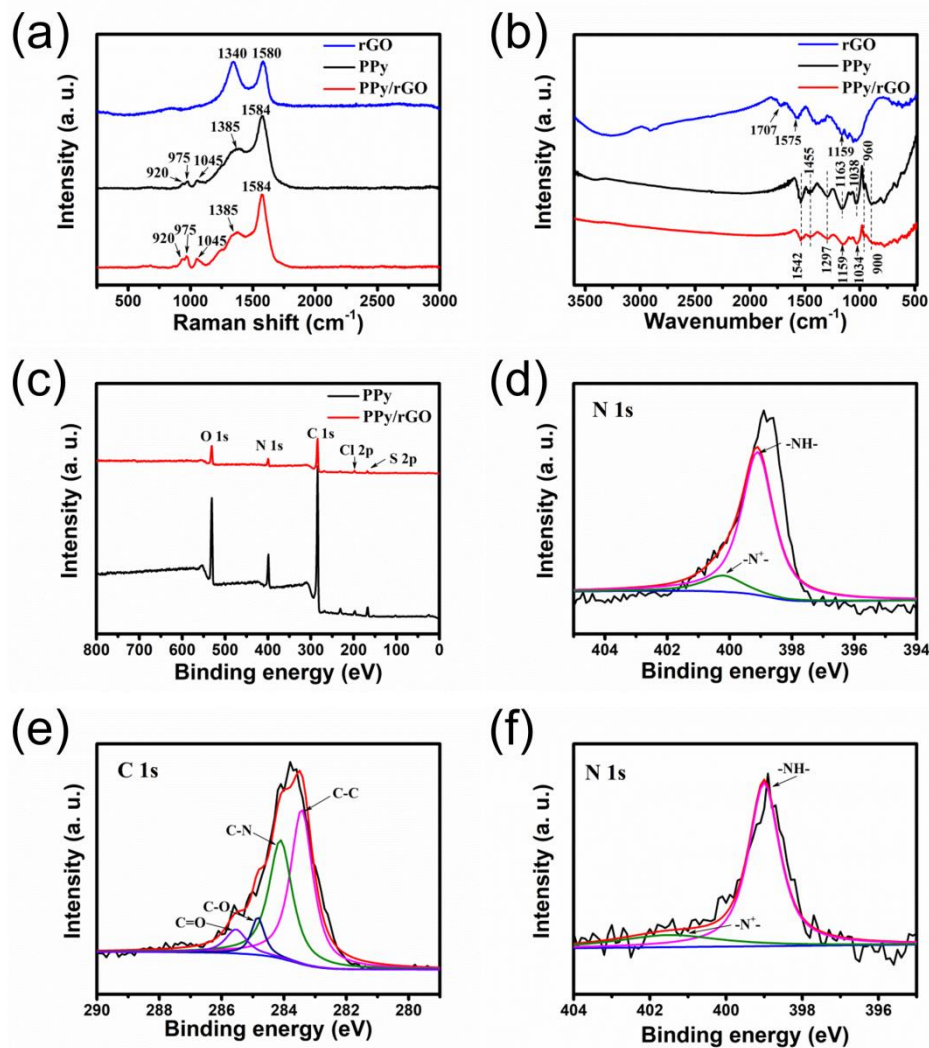 (a)
Intensity (a. u.)
rGO
PPy
PPy/rGO
1340
1580
1584
1385
975
920
1045
1584
1385
975
920
1045
500
1000
1500
2000
2500
3000
Raman shift (cm-1)
(b)
Intensity (a. u.)
rGO
PPy
PPy/rGO
1707
1575
1455
1159
1163
1038
960
1542
1297
1159
1034
900
3500
3000
2500
2000
1500
1000
500
Wavenumber (cm-1)
(c)
Intensity (a. u.)
PPy
PPy/rGO
O 1s
N 1s
C 1s
Cl 2p
S 2p
800
700
600
500
400
300
200
100
0
Binding energy (eV)
(d)
Intensity (a. u.)
N 1s
-NH-
-N+-
404
402
400
398
396
394
Binding energy (eV)
(e)
Intensity (a. u.)
C 1s
C-C
C-N
C-O
C=O
290
288
286
284
282
280
Binding energy (eV)
(f)
Intensity (a. u.)
N 1s
-NH-
-N+-
404
402
400
398
396
Binding energy (eV)